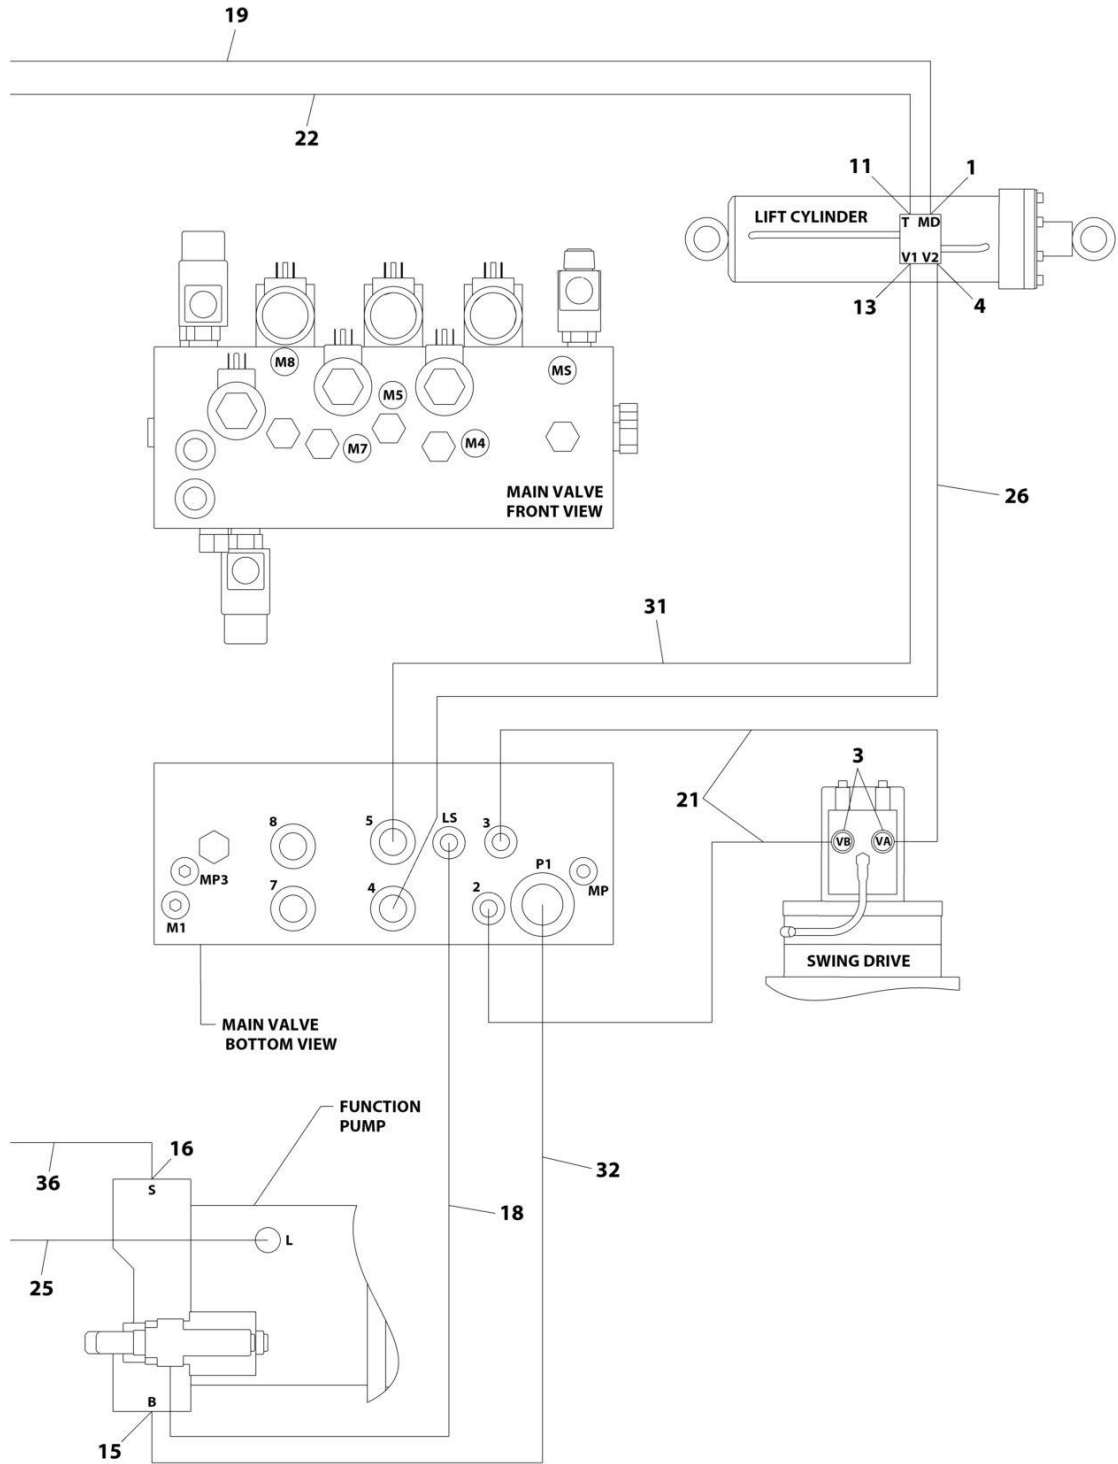 19
22
11
1
LIFT CYLINDER
T MD
V1 V2
13
4
M8
MS
M5
M7
M4
MAIN VALVE
FRONT VIEW
26
31
3
21
8
5
LS
3
VB
VA
P1
MP3
7
4
2
MP
M1
SWING DRIVE
MAIN VALVE
BOTTOM VIEW
FUNCTION
PUMP
16
36
32
S
18
L
25
B
15